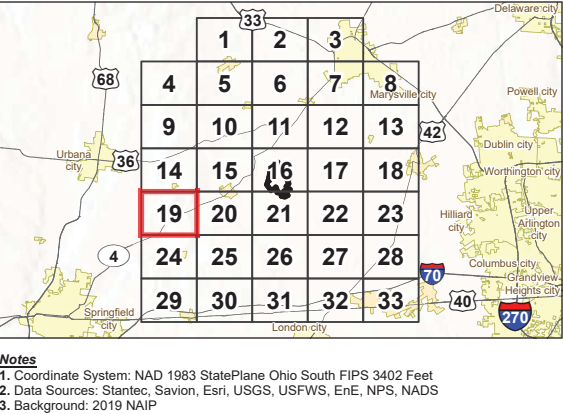 Delaware city
33
1 2 3
68
4 5 6 7 8
Marysville city
Powell city
9 10 11 12 13
42
Dublin city
Urbana
city
36
14 15 16 17 18
Worthington city
19 20 21 22 23
Hilliard
city
Upper
Arlington
city
4
24 25 26 27 28
Columbus city
70
Grandview
Heights city
29 30 31 32 33
40
270
Springfield
city
London city
Notes
1. Coordinate System: NAD 1983 StatePlane Ohio South FIPS 3402 Feet
2. Data Sources: Stantec, Savion, Esri, USGS, USFWS, EnE, NPS, NADS
3. Background: 2019 NAIP